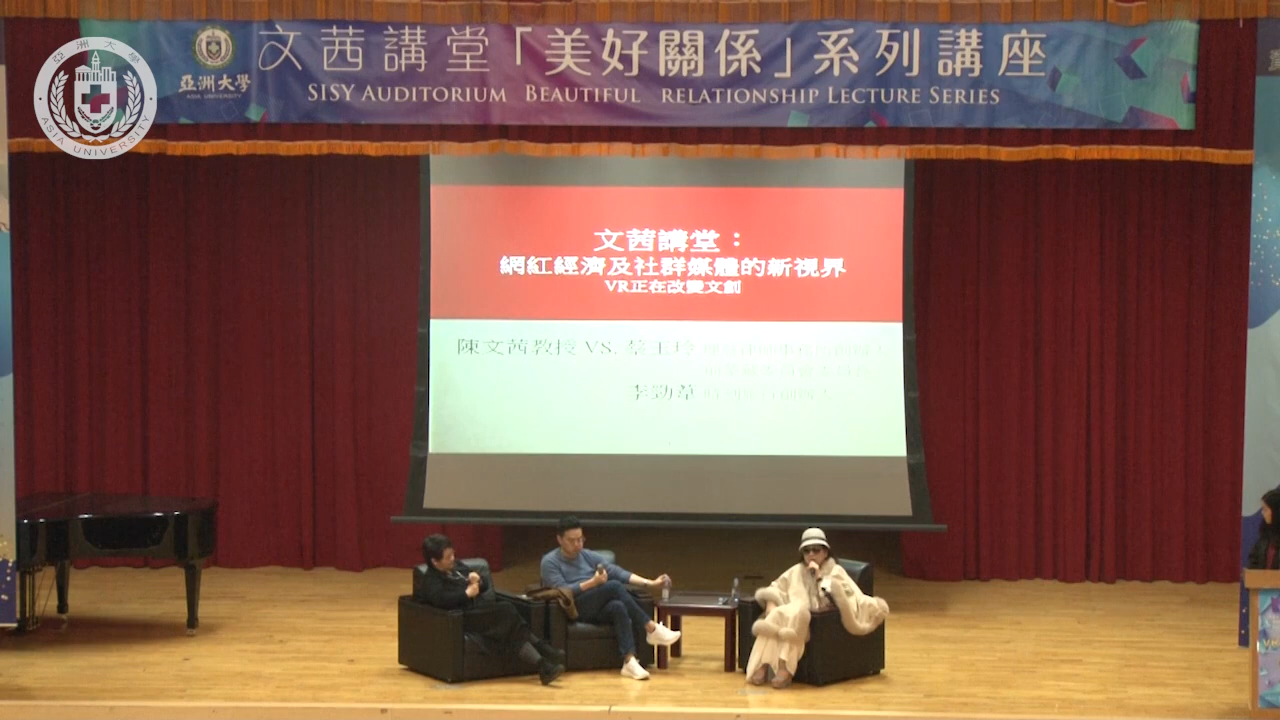 亞洲大學
ASIA UNIVERSITY
文茜講堂「美好關係」系列講座
亞洲大學
ASIA UNIVERSITY
SISY AUDITORIUM BEAUTIFUL RELATIONSHIP LECTURE SERIES
文茜講堂：
網紅經濟及社群媒體的新視界
VR正在改變文創
陳文茜教授 VS. 蔡玉玲
李勁葦